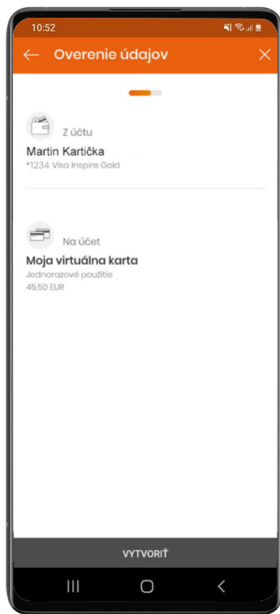 10:52
Overenie údajov
Z účtu
Martin Kartička
*1234 Visa Inspire Gold
Na účet
Moja virtuálna karta
Jednorazové použitie
45,50 EUR
VYTVORIŤ